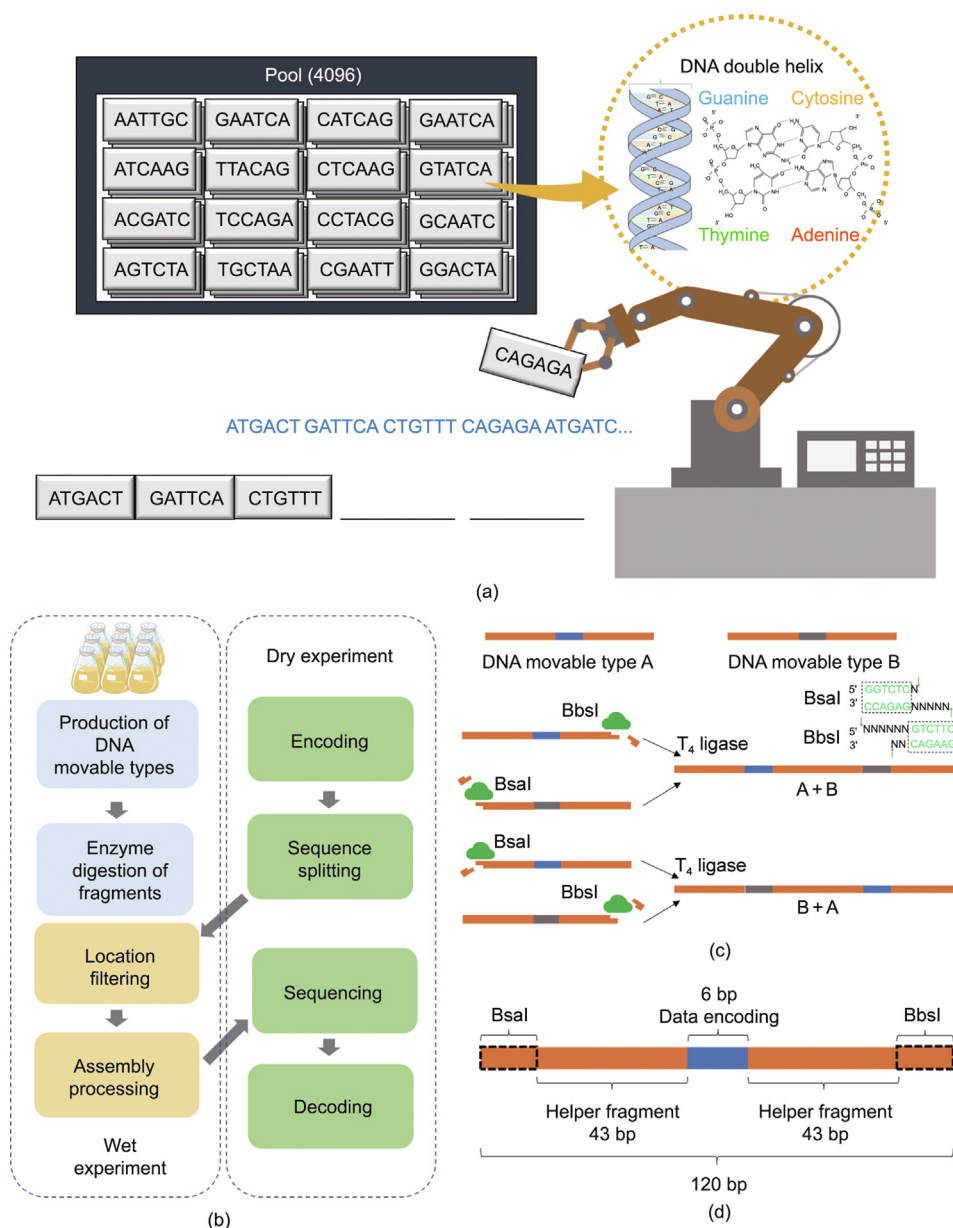 Pool (4096)
AATTGC GAATCA CATCAG GAATCA
ATCAAG TTACAG CTCAAG GTATCA
ACGATC TCCAGA CCTACG GCAATC
AGTCTA TGCTAA CGAATT GGACTA
DNA double helix
Guanine Cytosine
Thymine Adenine
CAGAGA
ATGACT GATTCA CTGTTT CAGAGA ATGATC...
ATGACT GATTCA CTGTTT
(a)
Production of
DNA
movable types
Enzyme
digestion of
fragments
Location
filtering
Assembly
processing
Wet
experiment
Dry experiment
Encoding
Sequence
splitting
Sequencing
Decoding
(b)
DNA movable type A
DNA movable type B
BsaI
5' GGTCTCN
3' CCAGAGNNNNN
BbsI
5' NNNNNNGTCTTC
3' NNCAGAAG
BbsI
BsaI
T4 ligase
A + B
BsaI
BbsI
T4 ligase
B + A
(c)
6 bp
Data encoding
BsaI
BbsI
Helper fragment
43 bp
Helper fragment
43 bp
120 bp
(d)